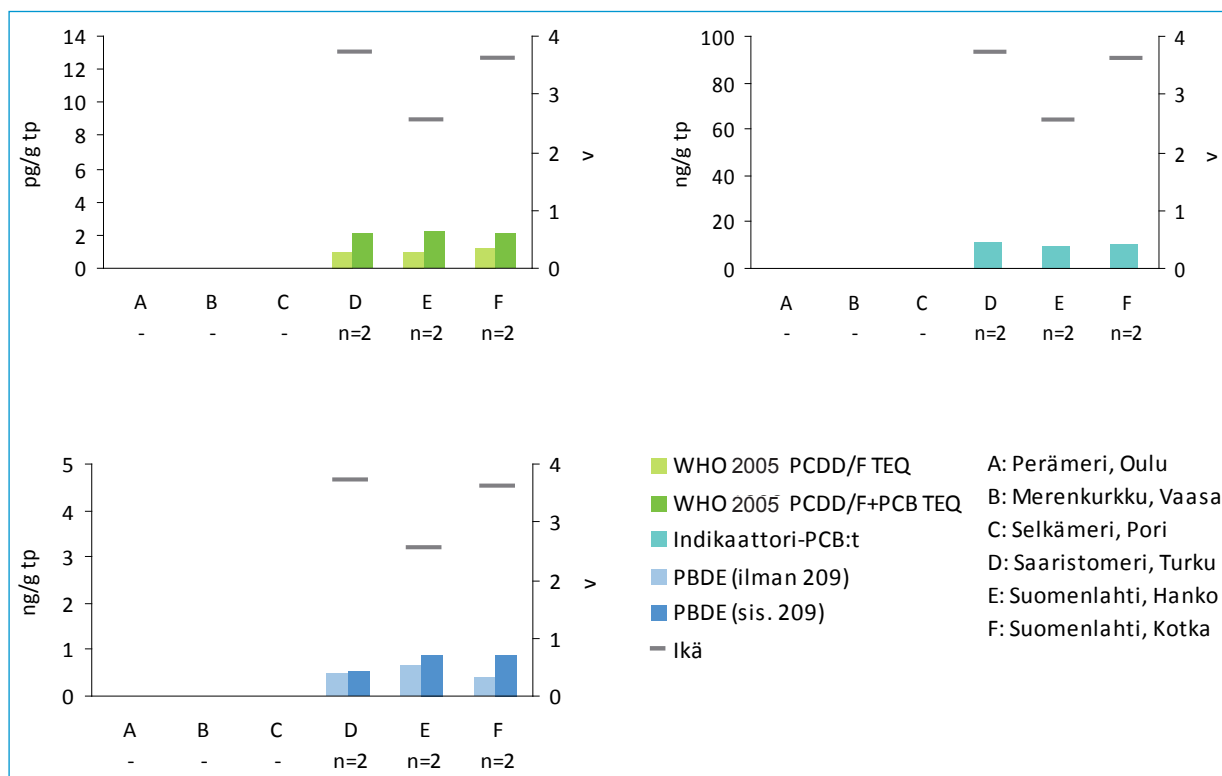 14
12
10
8
6
4
2
0
pg/g tp
4
3
2
1
0
v
A B C D E F
- - - n=2 n=2 n=2
100
80
60
40
20
0
ng/g tp
4
3
2
1
0
v
A B C D E F
- - - n=2 n=2 n=2
5
4
3
2
1
0
ng/g tp
4
3
2
1
0
v
A B C D E F
- - - n=2 n=2 n=2
WHO 2005 PCDD/F TEQ
WHO 2005 PCDD/F+PCB TEQ
Indikaattori-PCB:t
PBDE (ilman 209)
PBDE (sis. 209)
Ikä
A: Perämeri, Oulu
B: Merenkurkku, Vaasa
C: Selkämeri, Pori
D: Saaristomeri, Turku
E: Suomenlahti, Hanko
F: Suomenlahti, Kotka